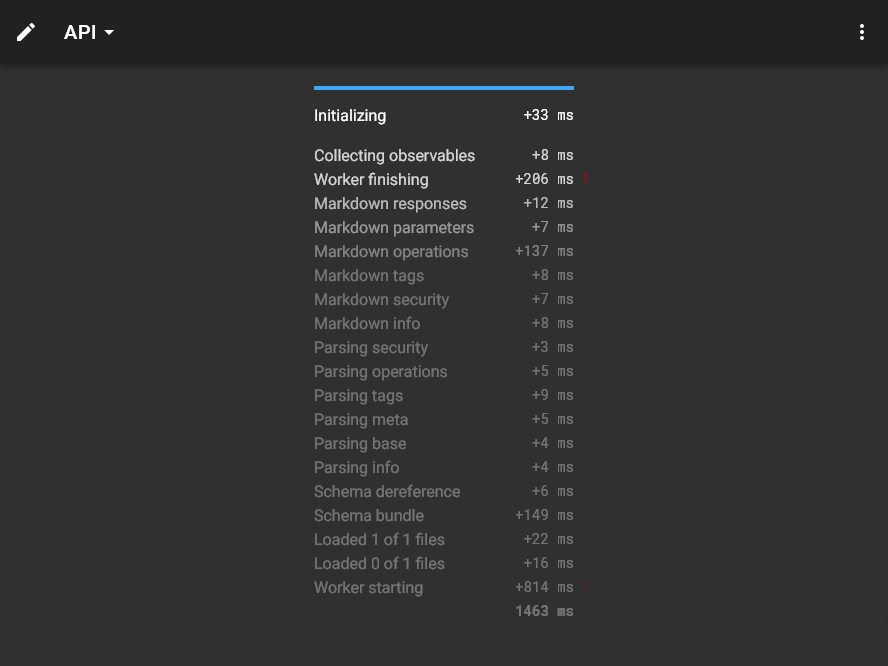 API
Initializing +33 ms
Collecting observables +8 ms
Worker finishing +206 ms !
Markdown responses +12 ms
Markdown parameters +7 ms
Markdown operations +137 ms
Markdown tags +8 ms
Markdown security +7 ms
Markdown info +8 ms
Parsing security +3 ms
Parsing operations +5 ms
Parsing tags +9 ms
Parsing meta +5 ms
Parsing base +4 ms
Parsing info +4 ms
Schema dereference +6 ms
Schema bundle +149 ms
Loaded 1 of 1 files +22 ms
Loaded 0 of 1 files +16 ms
Worker starting +814 ms !
1463 ms